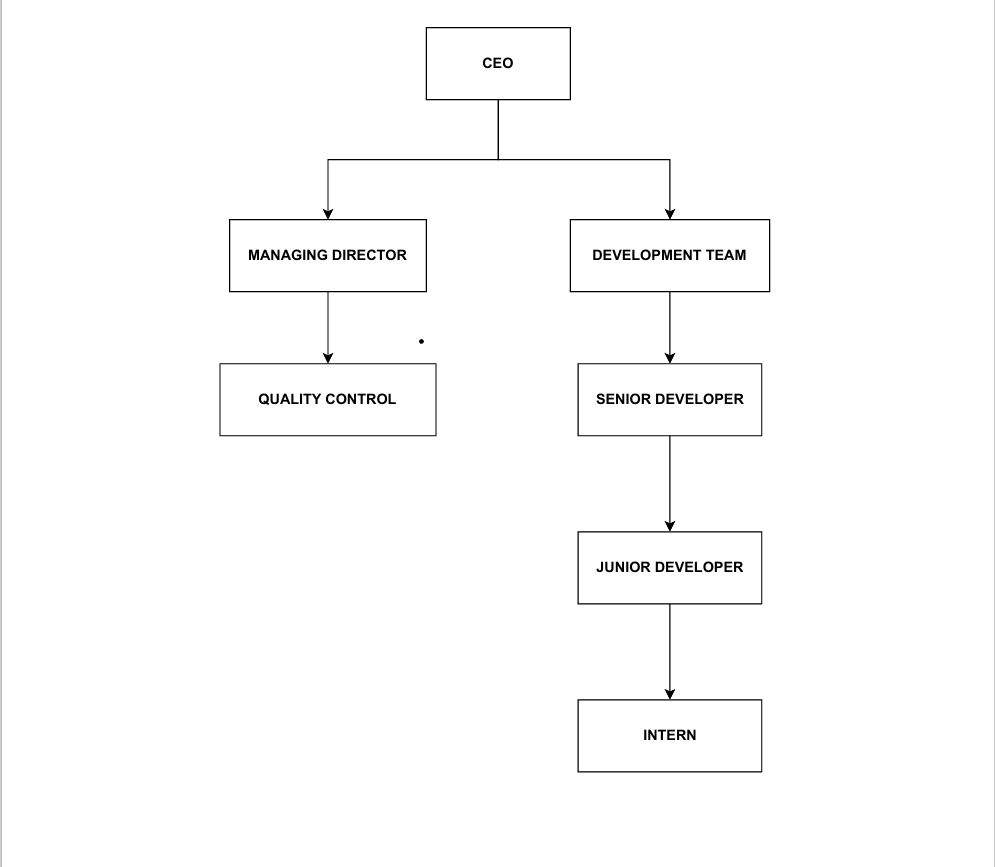 CEO
MANAGING DIRECTOR
DEVELOPMENT TEAM
QUALITY CONTROL
SENIOR DEVELOPER
JUNIOR DEVELOPER
INTERN